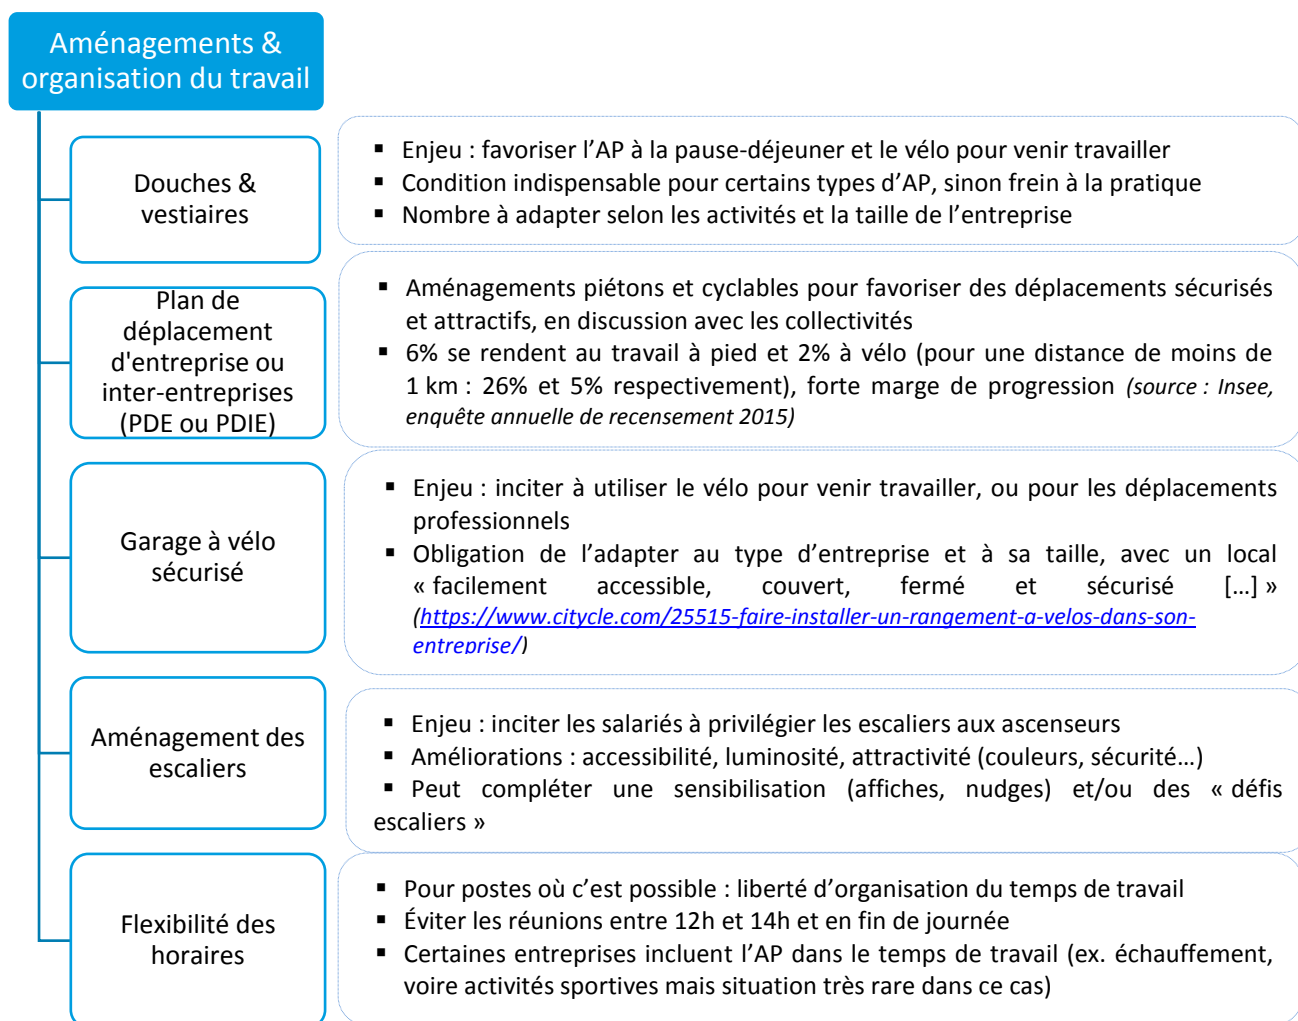 Aménagements &
organisation du travail
Douches &
vestiaires
▪ Enjeu : favoriser l’AP à la pause-déjeuner et le vélo pour venir travailler
▪ Condition indispensable pour certains types d’AP, sinon frein à la pratique
▪ Nombre à adapter selon les activités et la taille de l’entreprise
Plan de
déplacement
d'entreprise ou
inter-entreprises
(PDE ou PDIE)
▪ Aménagements piétons et cyclables pour favoriser des déplacements sécurisés
et attractifs, en discussion avec les collectivités
▪ 6% se rendent au travail à pied et 2% à vélo (pour une distance de moins de
1 km : 26% et 5% respectivement), forte marge de progression (source : Insee,
enquête annuelle de recensement 2015)
Garage à vélo
sécurisé
▪ Enjeu : inciter à utiliser le vélo pour venir travailler, ou pour les déplacements
professionnels
▪ Obligation de l’adapter au type d’entreprise et à sa taille, avec un local
« facilement accessible, couvert, fermé et sécurisé […] »
(https://www.citycle.com/25515-faire-installer-un-rangement-a-velos-dans-son-
entreprise/)
Aménagement des
escaliers
▪ Enjeu : inciter les salariés à privilégier les escaliers aux ascenseurs
▪ Améliorations : accessibilité, luminosité, attractivité (couleurs, sécurité…)
▪ Peut compléter une sensibilisation (affiches, nudges) et/ou des « défis
escaliers »
Flexibilité des
horaires
▪ Pour postes où c’est possible : liberté d’organisation du temps de travail
▪ Éviter les réunions entre 12h et 14h et en fin de journée
▪ Certaines entreprises incluent l’AP dans le temps de travail (ex. échauffement,
voire activités sportives mais situation très rare dans ce cas)